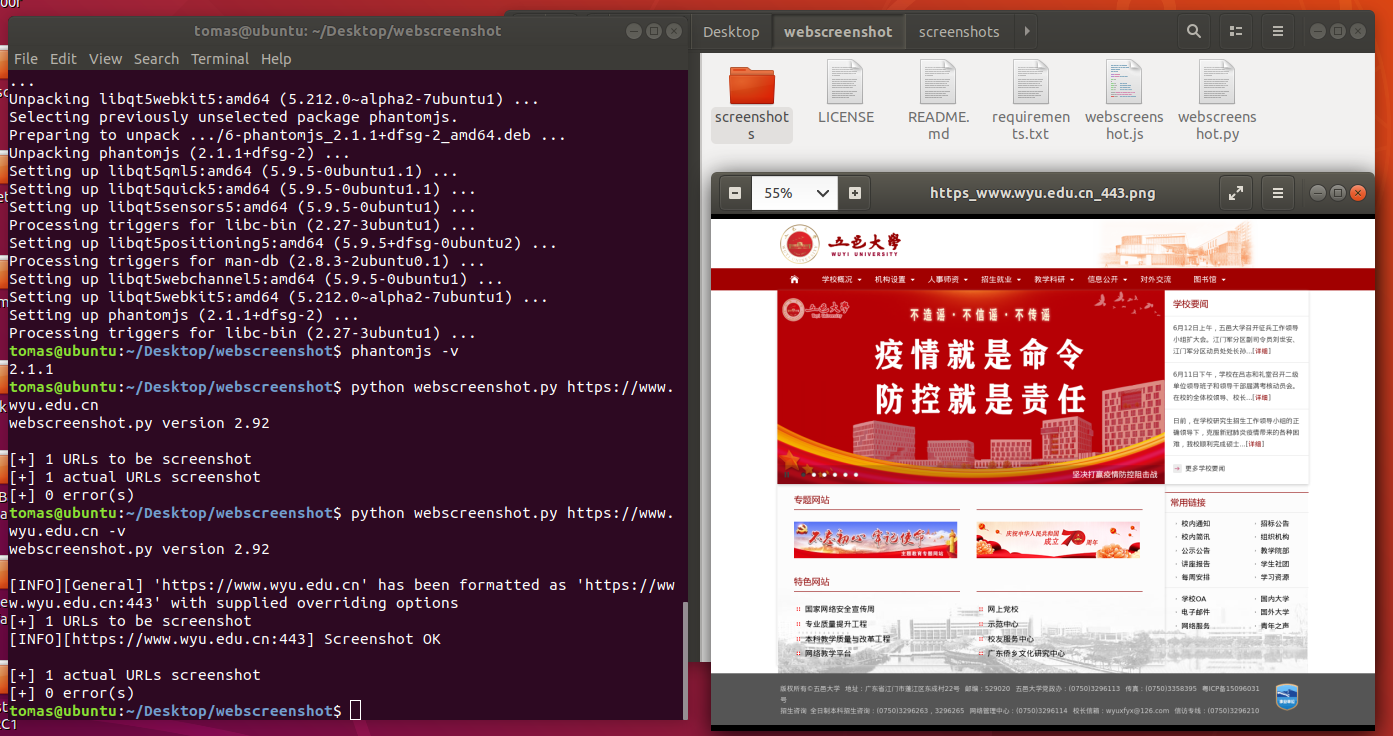 tomas@ubuntu: ~/Desktop/webscreenshot
File Edit View Search Terminal Help
...
Unpacking libqt5webkit5:amd64 (5.212.0~alpha2-7ubuntu1) ...
Selecting previously unselected package phantomjs.
Preparing to unpack .../6-phantomjs_2.1.1+dfsg-2_amd64.deb ...
Unpacking phantomjs (2.1.1+dfsg-2) ...
Setting up libqt5qml5:amd64 (5.9.5-0ubuntu1.1) ...
Setting up libqt5quick5:amd64 (5.9.5-0ubuntu1.1) ...
Setting up libqt5sensors5:amd64 (5.9.5-0ubuntu1) ...
Processing triggers for libc-bin (2.27-3ubuntu1) ...
Setting up libqt5positioning5:amd64 (5.9.5+dfsg-0ubuntu2) ...
Processing triggers for man-db (2.8.3-2ubuntu0.1) ...
Setting up libqt5webchannel5:amd64 (5.9.5-0ubuntu1) ...
Setting up libqt5webkit5:amd64 (5.212.0~alpha2-7ubuntu1) ...
Setting up phantomjs (2.1.1+dfsg-2) ...
Processing triggers for libc-bin (2.27-3ubuntu1) ...
tomas@ubuntu:~/Desktop/webscreenshot$ phantomjs -v
2.1.1
tomas@ubuntu:~/Desktop/webscreenshot$ python webscreenshot.py https://www.
wyu.edu.cn
webscreenshot.py version 2.92
[+] 1 URLs to be screenshot
[+] 1 actual URLs screenshot
[+] 0 error(s)
tomas@ubuntu:~/Desktop/webscreenshot$ python webscreenshot.py https://www.
wyu.edu.cn -v
webscreenshot.py version 2.92
[INFO][General] 'https://www.wyu.edu.cn' has been formatted as 'https://ww
w.wyu.edu.cn:443' with supplied overriding options
[+] 1 URLs to be screenshot
[INFO][https://www.wyu.edu.cn:443] Screenshot OK
[+] 1 actual URLs screenshot
[+] 0 error(s)
tomas@ubuntu:~/Desktop/webscreenshot$
Desktop webscreenshot screenshots
screenshot
s
LICENSE
README.
md
requiremen
ts.txt
webscreens
hot.js
webscreens
hot.py
55% https_www.wyu.edu.cn_443.png
五邑大學
WUYI UNIVERSITY
学校概况 机构设置 人事师资 招生就业 教学科研 信息公开 对外交流 图书馆
五邑大學
Wuyi University
不造谣·不信谣·不传谣
疫情就是命令
防控就是责任
坚决打赢疫情防控阻击战
学校要闻
6月12日上午，五邑大学召开征兵工作领导
小组扩大会。江门军分区副司令员刘世安、
江门军分区动员处处长孙...[详细]
6月11日下午，学校在吕志和礼堂召开二级
单位领导班子和领导干部届满考核动员会。
在校的全体校领导、校长...[详细]
日前，在学校研究生招生工作领导小组的正
确领导下，克服新冠肺炎疫情带来的各种困
难，我校顺利完成硕士...[详细]
更多学校要闻
专题网站
不忘初心 牢记使命
主题教育专题网站
庆祝中华人民共和国
成立70周年
特色网站
国家网络安全宣传周
网上党校
专业质量提升工程
示范中心
本科教学质量与改革工程
校友服务中心
网络教学平台
广东侨乡文化研究中心
常用链接
校内通知 招标公告
校内简讯 组织机构
公示公告 教学院部
讲座报告 学生社团
每周安排 学习资源
学校OA 国内大学
电子邮件 国外大学
网络服务 青年之声
版权所有©五邑大学 地址：广东省江门市蓬江区东成村22号 邮编：529020 五邑大学党政办：(0750)3296113 传真：(0750)3358395 粤ICP备15096031
号
招生咨询 全日制本科招生咨询：(0750)3296263，3296265 网络管理中心：(0750)3296114 校长信箱：wyuxfyx@126.com 信访专线：(0750)3296210